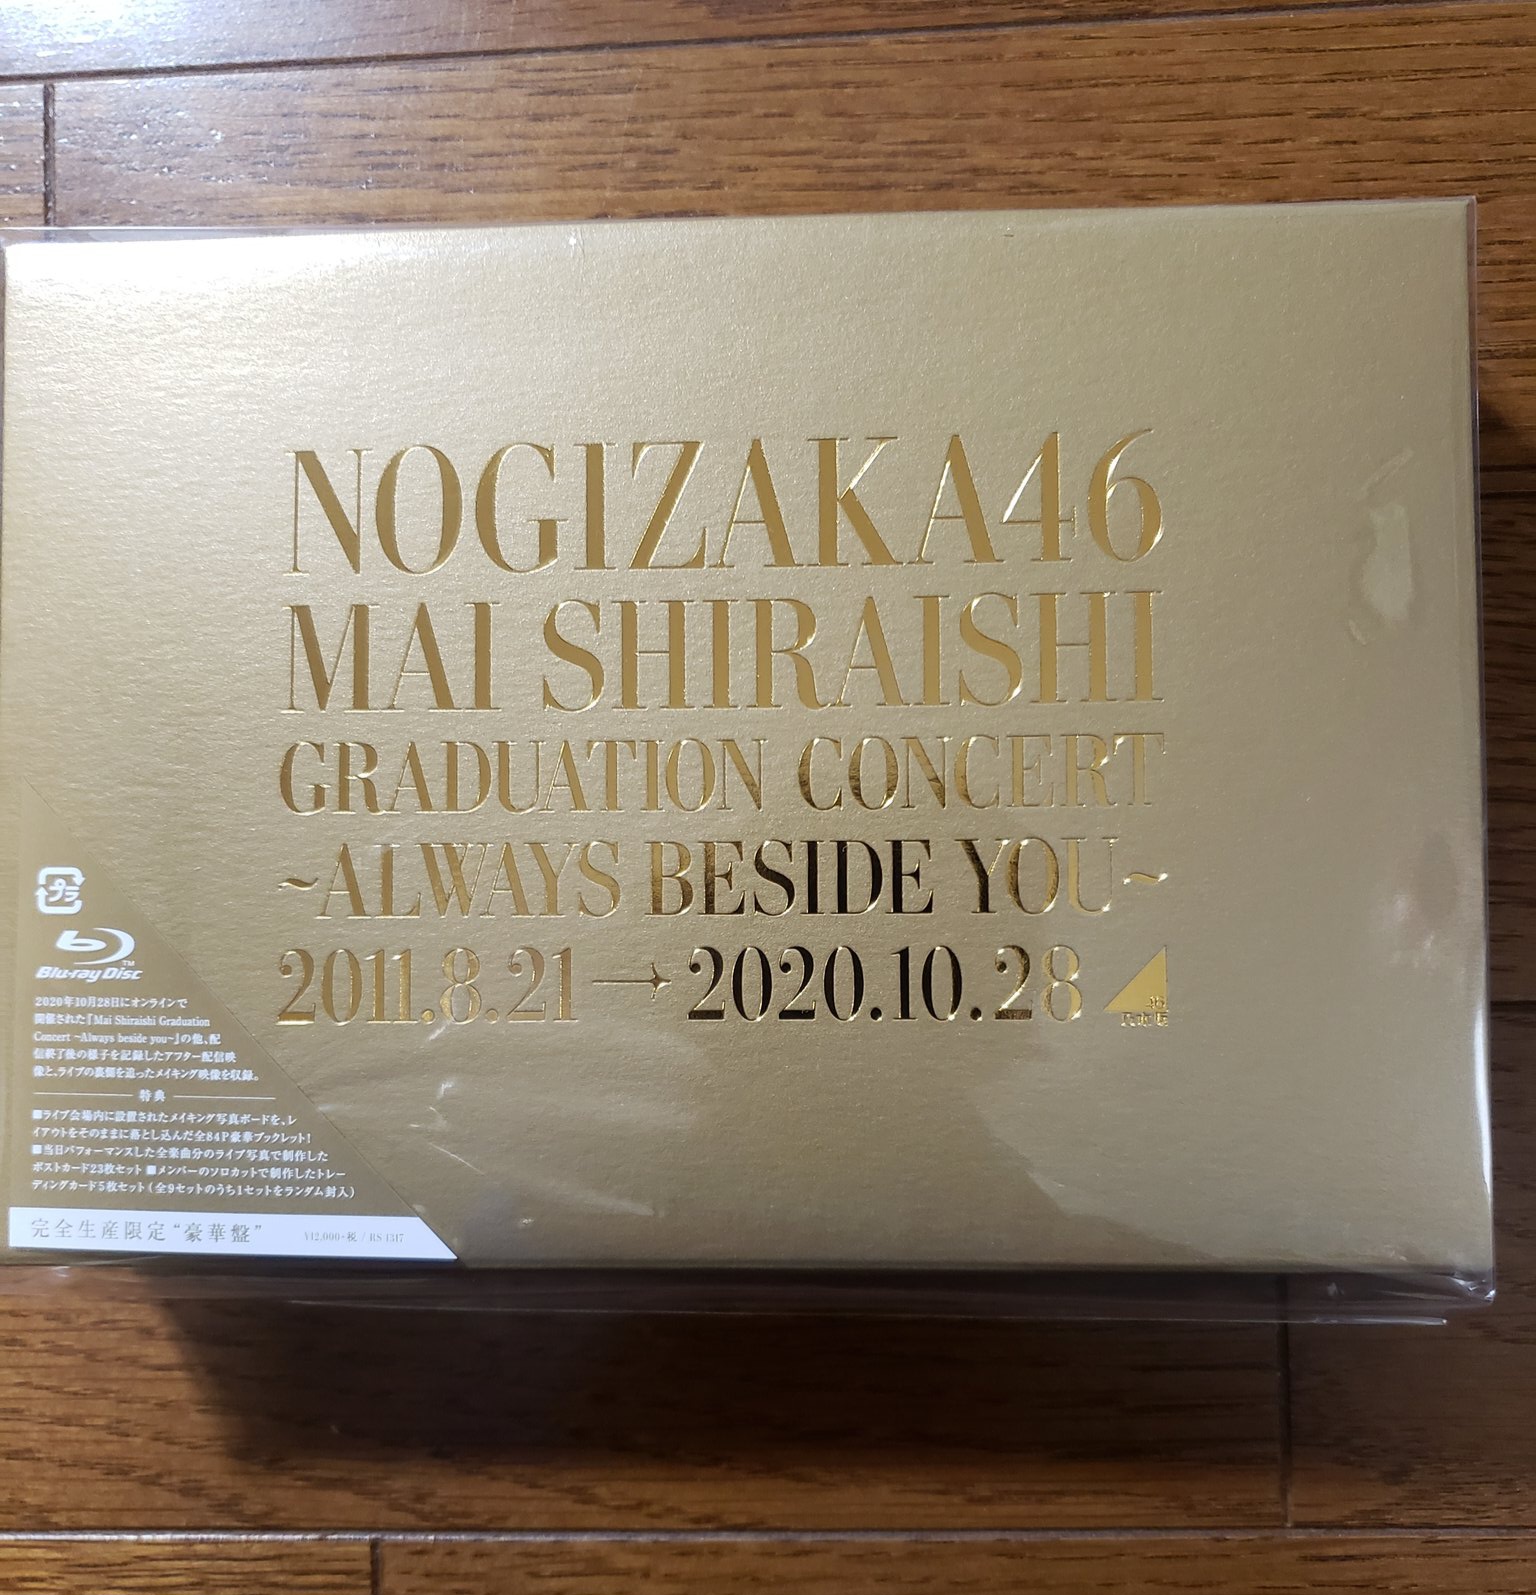 NOGIZAKA46
MAI SHIRAISHI
GRADUATION CONCERT
~ALWAYS BESIDE YOU~
2011.8.21→2020.10.28
46
乃木坂
プラ
Blu-ray Disc TM
2020年10月28日にオンラインで
開催された『Mai Shiraishi Graduation
Concert ~Always beside you~』の他、配
信終了後の様子を記録したアフター配信映
像と、ライブの裏側を追ったメイキング映像を収録。
特典
■ライブ会場内に設置されたメイキング写真ボードを、レ
イアウトをそのままに落とし込んだ全84P豪華ブックレット!
■当日パフォーマンスした全楽曲分のライブ写真で制作した
ポストカード23枚セット ■メンバーのソロカットで制作したトレー
ディングカード5枚セット(全9セットのうち1セットをランダム封入)
完全生産限定“豪華盤” ¥12,000+税 / RS 1317